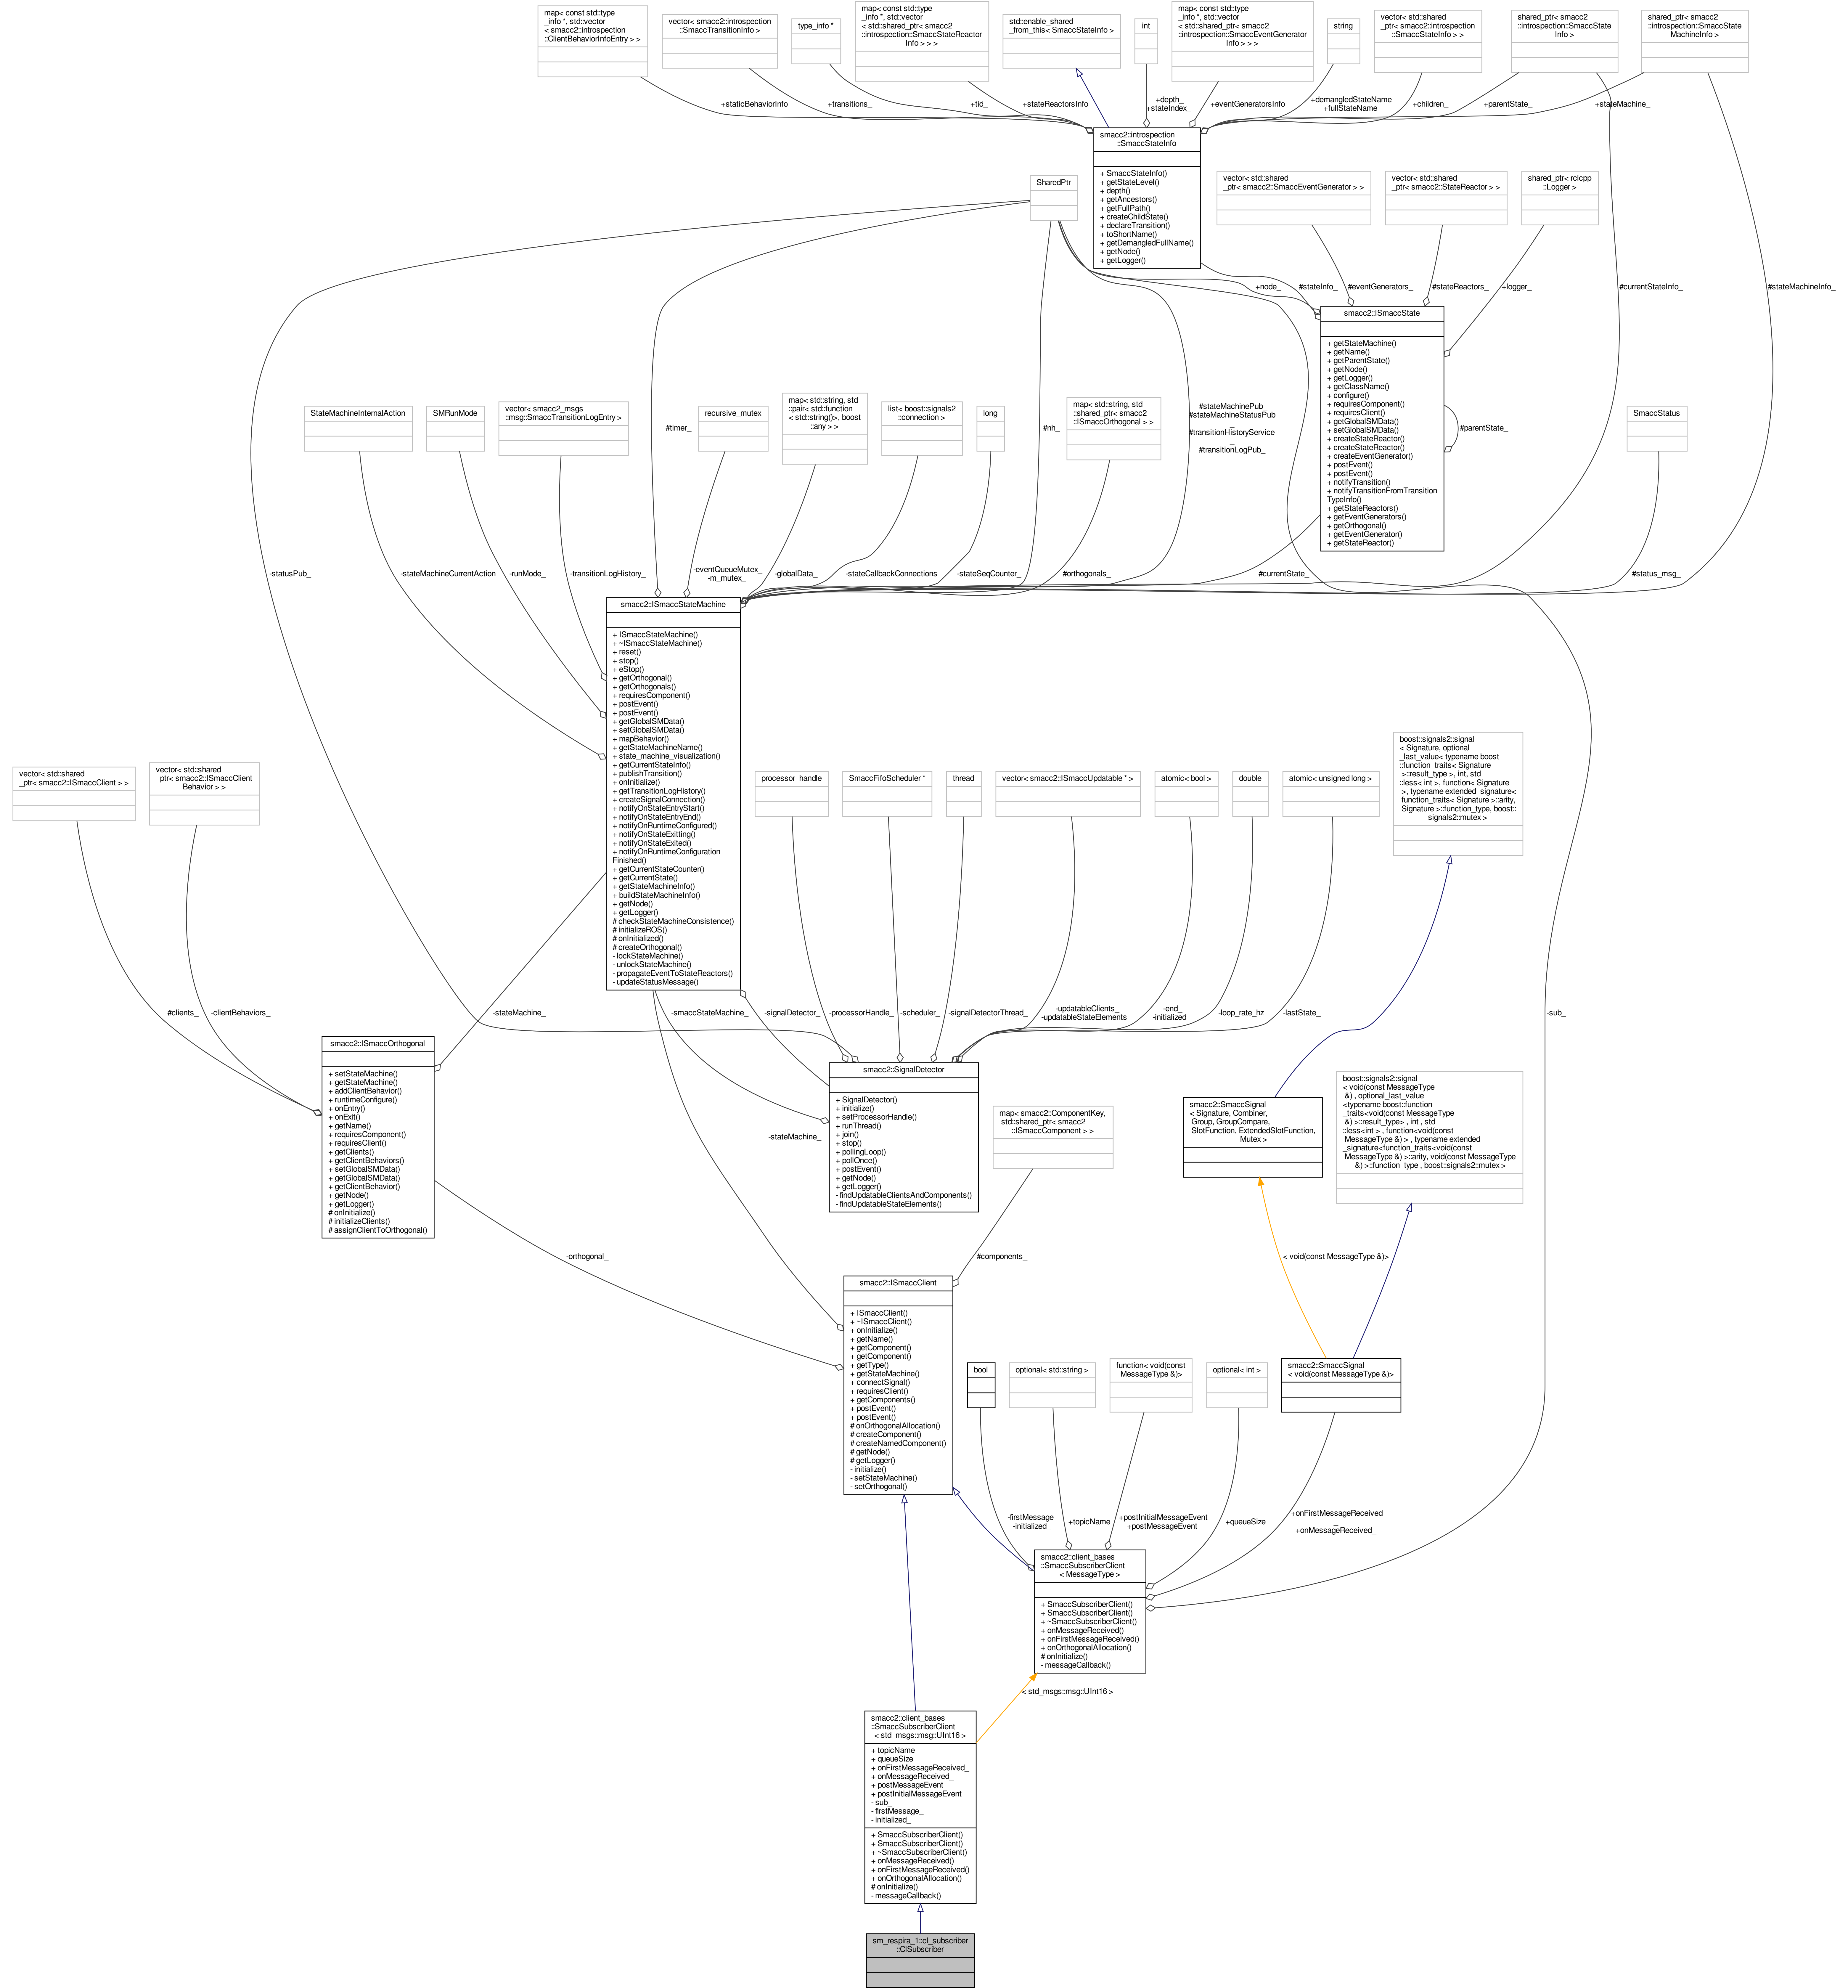 map< const std::type
_info *, std::vector
< smacc2::introspection
::ClientBehaviorInfoEntry > >
vector< smacc2::introspection
::SmaccTransitionInfo >
type_info *
map< const std::type
_info *, std::vector
< std::shared_ptr< smacc2
::introspection::SmaccStateReactor
Info > > >
std::enable_shared
_from_this< SmaccStateInfo >
int
map< const std::type
_info *, std::vector
< std::shared_ptr< smacc2
::introspection::SmaccEventGenerator
Info > > >
string
vector< std::shared
_ptr< smacc2::introspection
::SmaccStateInfo > >
shared_ptr< smacc2
::introspection::SmaccState
Info >
shared_ptr< smacc2
::introspection::SmaccState
MachineInfo >
+staticBehaviorInfo
+transitions_
+tid_
+stateReactorsInfo
+depth_
+stateIndex_
+eventGeneratorsInfo
+demangledStateName
+fullStateName
+children_
+parentState_
+stateMachine_
smacc2::introspection
::SmaccStateInfo
+ SmaccStateInfo()
+ getStateLevel()
+ depth()
+ getAncestors()
+ getFullPath()
+ createChildState()
+ declareTransition()
+ toShortName()
+ getDemangledFullName()
+ getNode()
+ getLogger()
SharedPtr
vector< std::shared
_ptr< smacc2::SmaccEventGenerator > >
vector< std::shared
_ptr< smacc2::StateReactor > >
shared_ptr< rclcpp
::Logger >
+node_
#stateInfo_
#eventGenerators_
#stateReactors_
+logger_
#currentStateInfo_
#stateMachineInfo_
smacc2::ISmaccState
+ getStateMachine()
+ getName()
+ getParentState()
+ getNode()
+ getLogger()
+ getClassName()
+ configure()
+ requiresComponent()
+ requiresClient()
+ getGlobalSMData()
+ setGlobalSMData()
+ createStateReactor()
+ createStateReactor()
+ createEventGenerator()
+ postEvent()
+ postEvent()
+ notifyTransition()
+ notifyTransitionFromTransition
TypeInfo()
+ getStateReactors()
+ getEventGenerators()
+ getOrthogonal()
+ getEventGenerator()
+ getStateReactor()
#parentState_
StateMachineInternalAction
SMRunMode
vector< smacc2_msgs
::msg::SmaccTransitionLogEntry >
#timer_
recursive_mutex
map< std::string, std
::pair< std::function
< std::string()>, boost
::any > >
list< boost::signals2
::connection >
long
#nh_
map< std::string, std
::shared_ptr< smacc2
::ISmaccOrthogonal > >
#stateMachinePub_
#stateMachineStatusPub
_
#transitionHistoryService
_
#transitionLogPub_
SmaccStatus
-statusPub_
-stateMachineCurrentAction
-runMode_
-transitionLogHistory_
-eventQueueMutex_
-m_mutex_
-globalData_
-stateCallbackConnections
-stateSeqCounter_
#orthogonals_
#currentState_
#status_msg_
smacc2::ISmaccStateMachine
+ ISmaccStateMachine()
+ ~ISmaccStateMachine()
+ reset()
+ stop()
+ eStop()
+ getOrthogonal()
+ getOrthogonals()
+ requiresComponent()
+ postEvent()
+ postEvent()
+ getGlobalSMData()
+ setGlobalSMData()
+ mapBehavior()
+ getStateMachineName()
+ state_machine_visualization()
+ getCurrentStateInfo()
+ publishTransition()
+ onInitialize()
+ getTransitionLogHistory()
+ createSignalConnection()
+ notifyOnStateEntryStart()
+ notifyOnStateEntryEnd()
+ notifyOnRuntimeConfigured()
+ notifyOnStateExitting()
+ notifyOnStateExited()
+ notifyOnRuntimeConfiguration
Finished()
+ getCurrentStateCounter()
+ getCurrentState()
+ getStateMachineInfo()
+ buildStateMachineInfo()
+ getNode()
+ getLogger()
# checkStateMachineConsistence()
# initializeROS()
# onInitialized()
# createOrthogonal()
- lockStateMachine()
- unlockStateMachine()
- propagateEventToStateReactors()
- updateStatusMessage()
vector< std::shared
_ptr< smacc2::ISmaccClient > >
vector< std::shared
_ptr< smacc2::ISmaccClient
Behavior > >
processor_handle
SmaccFifoScheduler *
thread
vector< smacc2::ISmaccUpdatable * >
atomic< bool >
double
atomic< unsigned long >
boost::signals2::signal
< Signature, optional
_last_value< typename boost
::function_traits< Signature
>::result_type >, int, std
::less< int >, function< Signature
>, typename extended_signature<
function_traits< Signature >::arity,
Signature >::function_type, boost::
signals2::mutex >
#clients_
-clientBehaviors_
-stateMachine_
-smaccStateMachine_
-signalDetector_
-processorHandle_
-scheduler_
-signalDetectorThread_
-updatableClients_
-updatableStateElements_
-end_
-initialized_
-loop_rate_hz
-lastState_
-sub_
smacc2::ISmaccOrthogonal
+ setStateMachine()
+ getStateMachine()
+ addClientBehavior()
+ runtimeConfigure()
+ onEntry()
+ onExit()
+ getName()
+ requiresComponent()
+ requiresClient()
+ getClients()
+ getClientBehaviors()
+ setGlobalSMData()
+ getGlobalSMData()
+ getClientBehavior()
+ getNode()
+ getLogger()
# onInitialize()
# initializeClients()
# assignClientToOrthogonal()
smacc2::SignalDetector
+ SignalDetector()
+ initialize()
+ setProcessorHandle()
+ runThread()
+ join()
+ stop()
+ pollingLoop()
+ pollOnce()
+ postEvent()
+ getNode()
+ getLogger()
- findUpdatableClientsAndComponents()
- findUpdatableStateElements()
-stateMachine_
map< smacc2::ComponentKey,
std::shared_ptr< smacc2
::ISmaccComponent > >
smacc2::SmaccSignal
< Signature, Combiner,
Group, GroupCompare,
SlotFunction, ExtendedSlotFunction,
Mutex >
boost::signals2::signal
< void(const MessageType
&) , optional_last_value
<typename boost::function
_traits<void(const MessageType
&) >::result_type> , int , std
::less<int > , function<void(const
MessageType &) > , typename extended
_signature<function_traits<void(const
MessageType &) >::arity, void(const MessageType
&) >::function_type , boost::signals2::mutex >
-orthogonal_
#components_
< void(const MessageType &)>
smacc2::ISmaccClient
+ ISmaccClient()
+ ~ISmaccClient()
+ onInitialize()
+ getName()
+ getComponent()
+ getComponent()
+ getType()
+ getStateMachine()
+ connectSignal()
+ requiresClient()
+ getComponents()
+ postEvent()
+ postEvent()
# onOrthogonalAllocation()
# createComponent()
# createNamedComponent()
# getNode()
# getLogger()
- initialize()
- setStateMachine()
- setOrthogonal()
bool
optional< std::string >
function< void(const
MessageType &)>
optional< int >
smacc2::SmaccSignal
< void(const MessageType &)>
-firstMessage_
-initialized_
+topicName
+postInitialMessageEvent
+postMessageEvent
+queueSize
+onFirstMessageReceived
_
+onMessageReceived_
smacc2::client_bases
::SmaccSubscriberClient
< MessageType >
+ SmaccSubscriberClient()
+ SmaccSubscriberClient()
+ ~SmaccSubscriberClient()
+ onMessageReceived()
+ onFirstMessageReceived()
+ onOrthogonalAllocation()
# onInitialize()
- messageCallback()
< std_msgs::msg::UInt16 >
smacc2::client_bases
::SmaccSubscriberClient
< std_msgs::msg::UInt16 >
+ topicName
+ queueSize
+ onFirstMessageReceived_
+ onMessageReceived_
+ postMessageEvent
+ postInitialMessageEvent
- sub_
- firstMessage_
- initialized_
+ SmaccSubscriberClient()
+ SmaccSubscriberClient()
+ ~SmaccSubscriberClient()
+ onMessageReceived()
+ onFirstMessageReceived()
+ onOrthogonalAllocation()
# onInitialize()
- messageCallback()
sm_respira_1::cl_subscriber
::ClSubscriber